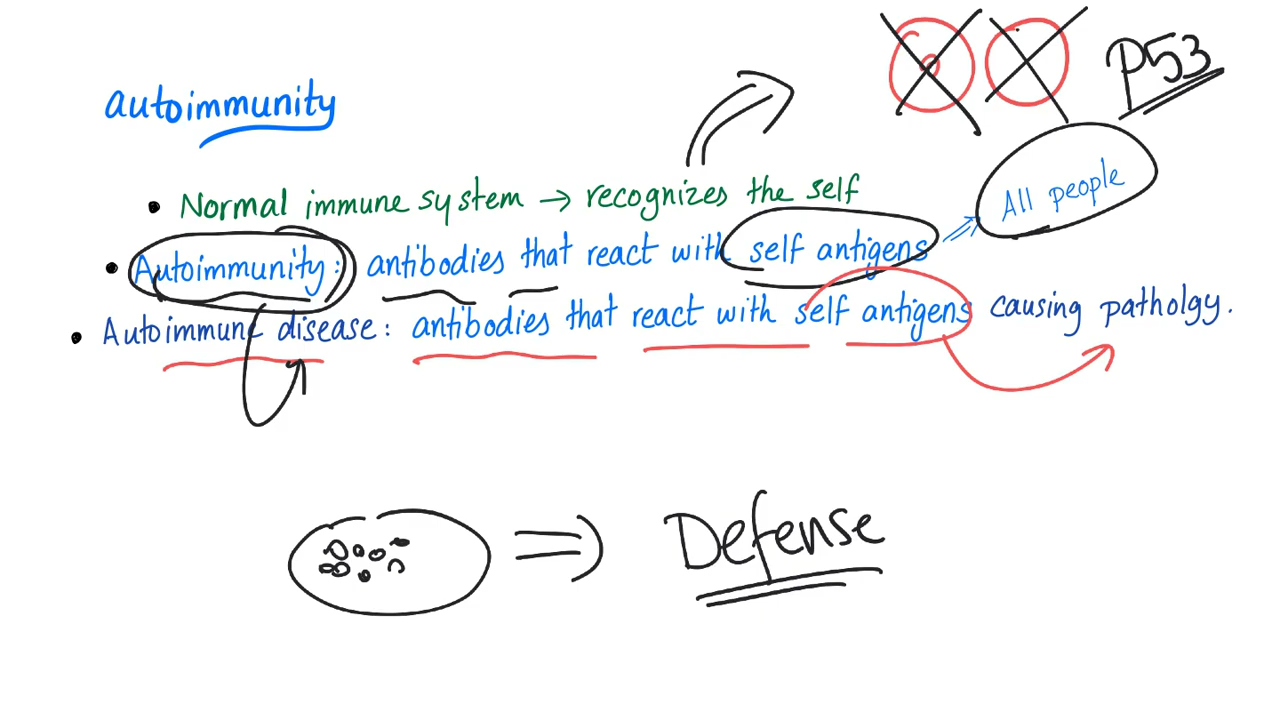 P53
autoimmunity
• Normal immune system → recognizes the self
• Autoimmunity: antibodies that react with self antigens ⇒ All people
• Autoimmune disease: antibodies that react with self antigens causing patholgy.
⇒ Defense